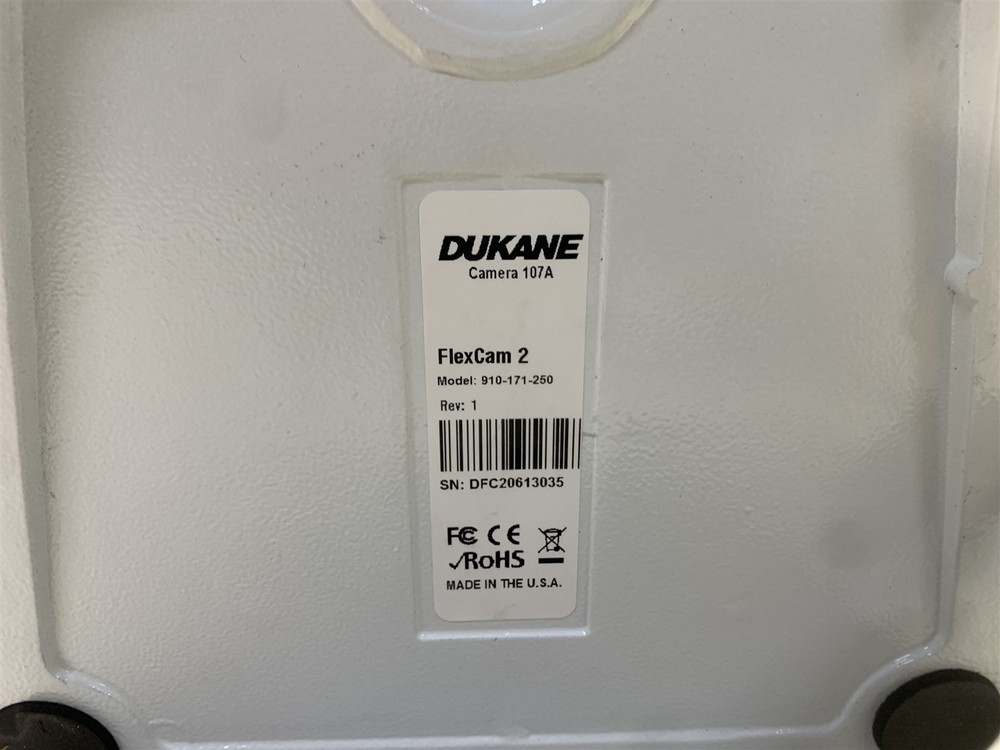 DUKANE
Camera 107A
FlexCam 2
Model: 910-171-250
Rev: 1
SN: DFC20613035
FC CE
√RoHS
MADE IN THE U.S.A.